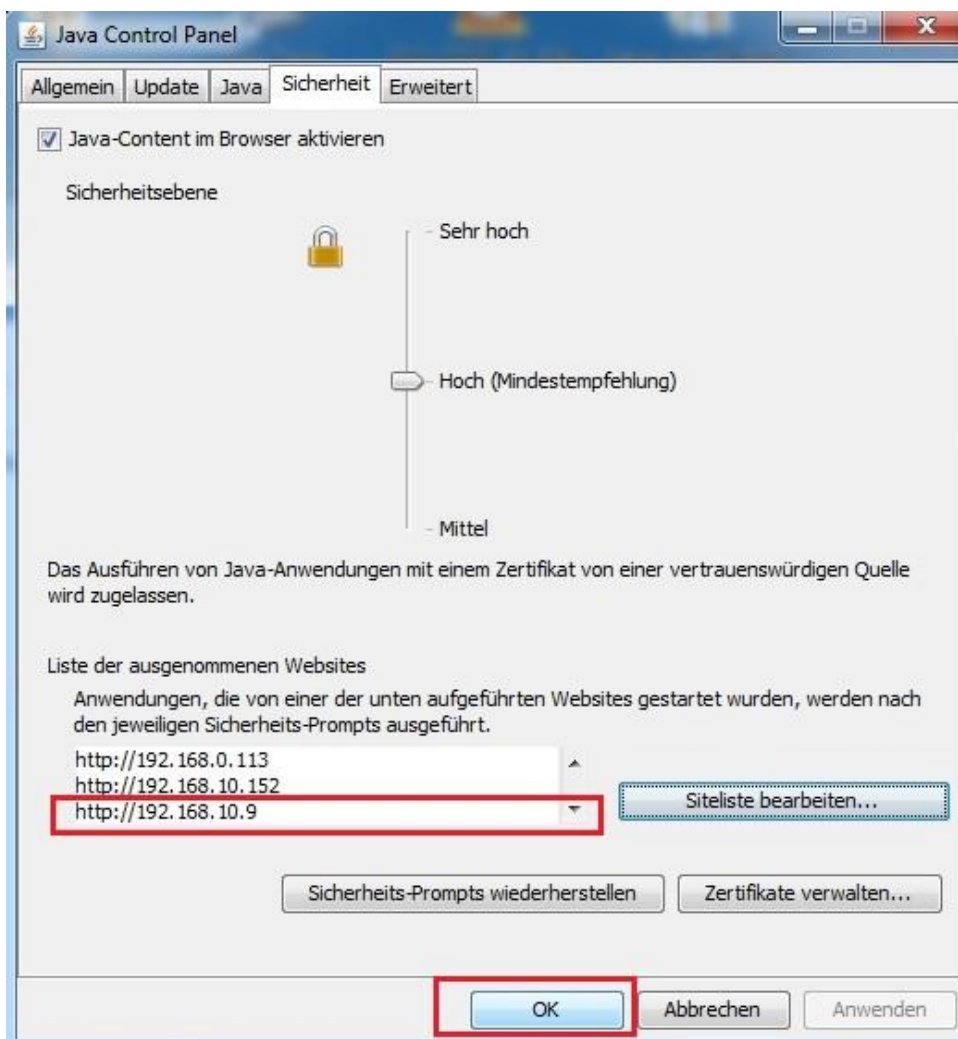 Java Control Panel
Allgemein Update Java Sicherheit Erweitert
Java-Content im Browser aktivieren
Sicherheitsebene
Sehr hoch
Hoch (Mindestempfehlung)
Mittel
Das Ausführen von Java-Anwendungen mit einem Zertifikat von einer vertrauenswürdigen Quelle
wird zugelassen.
Liste der ausgenommenen Websites
Anwendungen, die von einer der unten aufgeführten Websites gestartet wurden, werden nach
den jeweiligen Sicherheits-Prompts ausgeführt.
http://192.168.0.113
http://192.168.10.152
http://192.168.10.9
Siteliste bearbeiten...
Sicherheits-Prompts wiederherstellen Zertifikate verwalten...
OK Abbrechen Anwenden